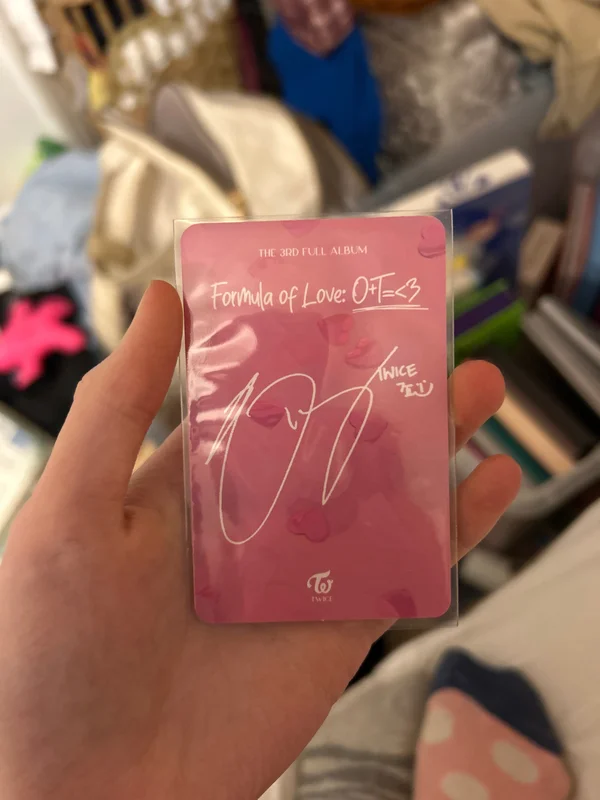 THE 3RD FULL ALBUM
Formula of Love: O+T=<3
TWICE
TWICE